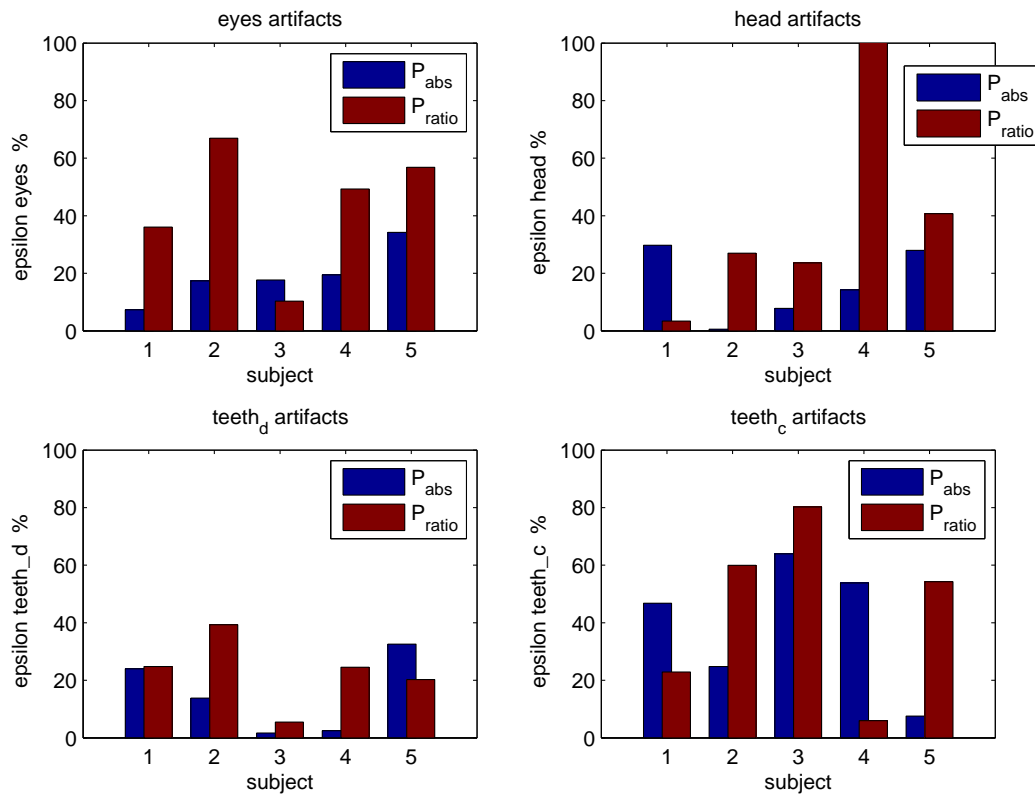 eyes artifacts
100
80
60
40
20
0
epsilon eyes %
P_abs
P_ratio
1 2 3 4 5
subject
head artifacts
100
80
60
40
20
0
epsilon head %
P_abs
P_ratio
1 2 3 4 5
subject
teeth_d artifacts
100
80
60
40
20
0
epsilon teeth_d %
P_abs
P_ratio
1 2 3 4 5
subject
teeth_c artifacts
100
80
60
40
20
0
epsilon teeth_c %
P_abs
P_ratio
1 2 3 4 5
subject